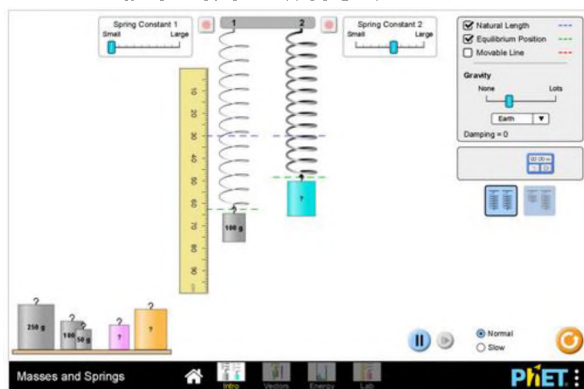 Spring Constant 1
Small Large
1 2
Spring Constant 2
Small Large
Natural Length
Equilibrium Position
Movable Line
Gravity
None Lots
Earth
Damping = 0
10
20
30
40
50
60
70
80
90
100 g
?
250 g
100
50 g
?
?
Normal
Slow
Masses and Springs
Intro
Vectors
Energy
Lab
PhET